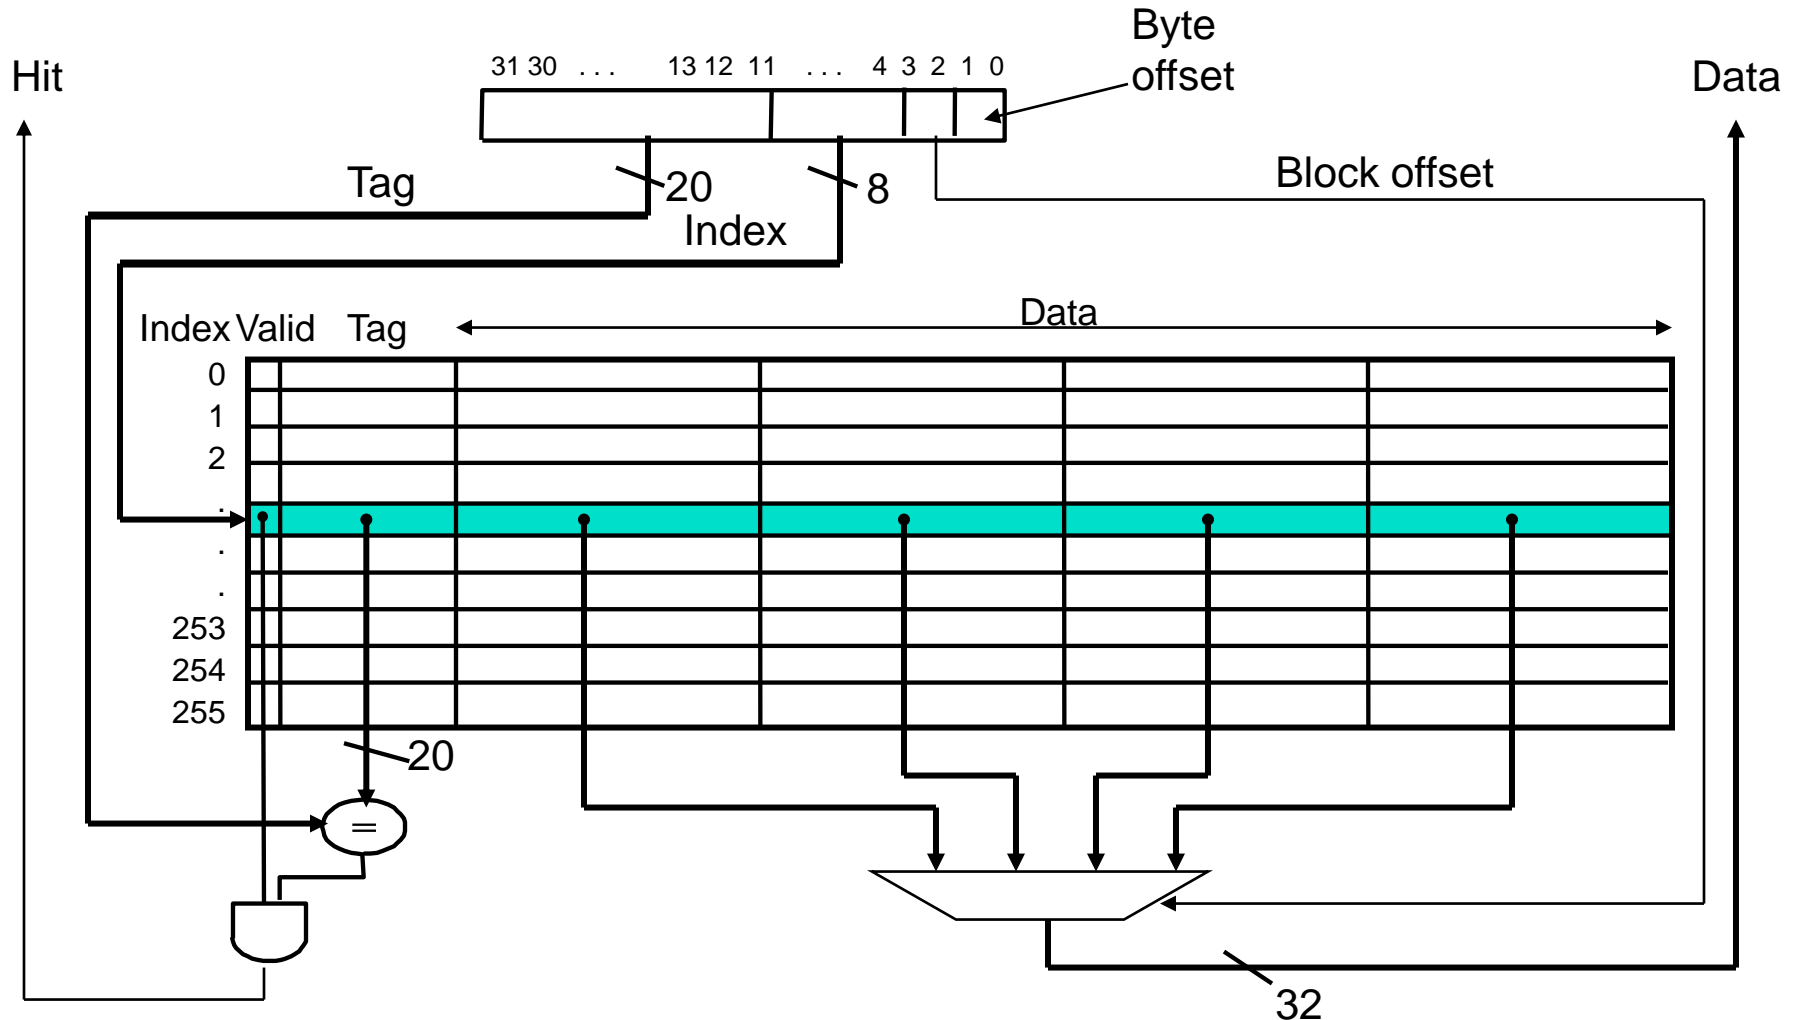 Byte
offset
Hit
31 30 . . . 13 12 11 . . . 4 3 2 1 0
Data
Tag
20
8
Block offset
Index
Data
Index Valid Tag
0
1
2
.
.
.
253
254
255
20
=
32